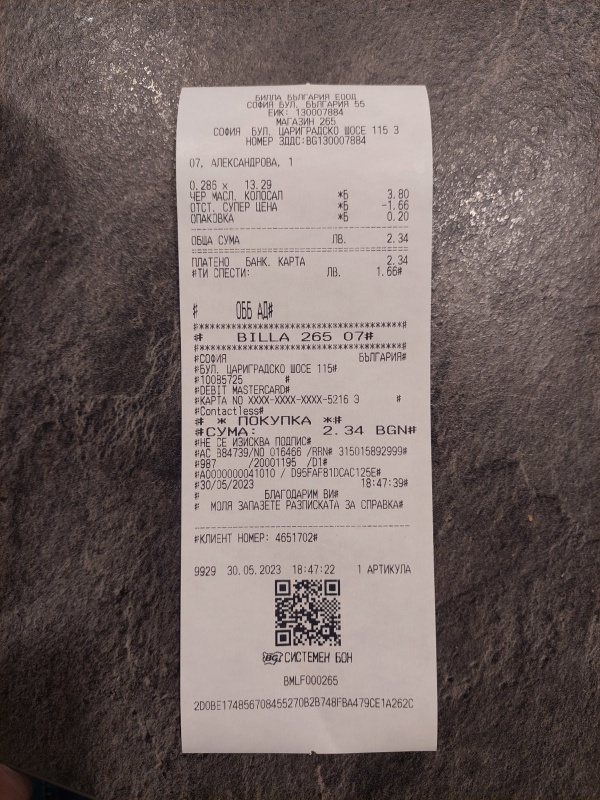 БИЛЛА БЪЛГАРИЯ ЕООД
СОФИЯ БУЛ. БЪЛГАРИЯ 55
ЕИК: 130007884
МАГАЗИН 265
СОФИЯ БУЛ. ЦАРИГРАДСКО ШОСЕ 115 З
НОМЕР ЗДДС:BG130007884
07, АЛЕКСАНДРОВА, 1
0.286 x 13.29
ЧЕР МАСЛ. КОЛОСАЛ *Б 3.80
ОТСТ. СУПЕР ЦЕНА *Б -1.66
ОПАКОВКА *Б 0.20
ОБЩА СУМА ЛВ. 2.34
ПЛАТЕНО БАНК. КАРТА 2.34
#ТИ СПЕСТИ: ЛВ. 1.66#
# ОББ АД#
#************************************#
# BILLA 265 07#
#************************************#
#СОФИЯ БЪЛГАРИЯ#
#БУЛ. ЦАРИГРАДСКО ШОСЕ 115#
#10085725 #
#DEBIT MASTERCARD#
#КАРТА NO XXXX-XXXX-XXXX-5216 3 #
#Contactless#
# * ПОКУПКА *#
#СУМА: 2.34 BGN#
#НЕ СЕ ИЗИСКВА ПОДПИС#
#AC 884739/NO 016466 /RRN# 315015892999#
#987 /20001195 /D1#
#A0000000041010 / D95FAF81DCAC125E#
#30/05/2023 18:47:39#
# БЛАГОДАРИМ ВИ#
# МОЛЯ ЗАПАЗЕТЕ РАЗПИСКАТА ЗА СПРАВКА#
#КЛИЕНТ НОМЕР: 4651702#
9929 30.05.2023 18:47:22 1 АРТИКУЛА
BG СИСТЕМЕН БОН
BMLF000265
2D0BE174856708455270B2B748FBA479CE1A262C